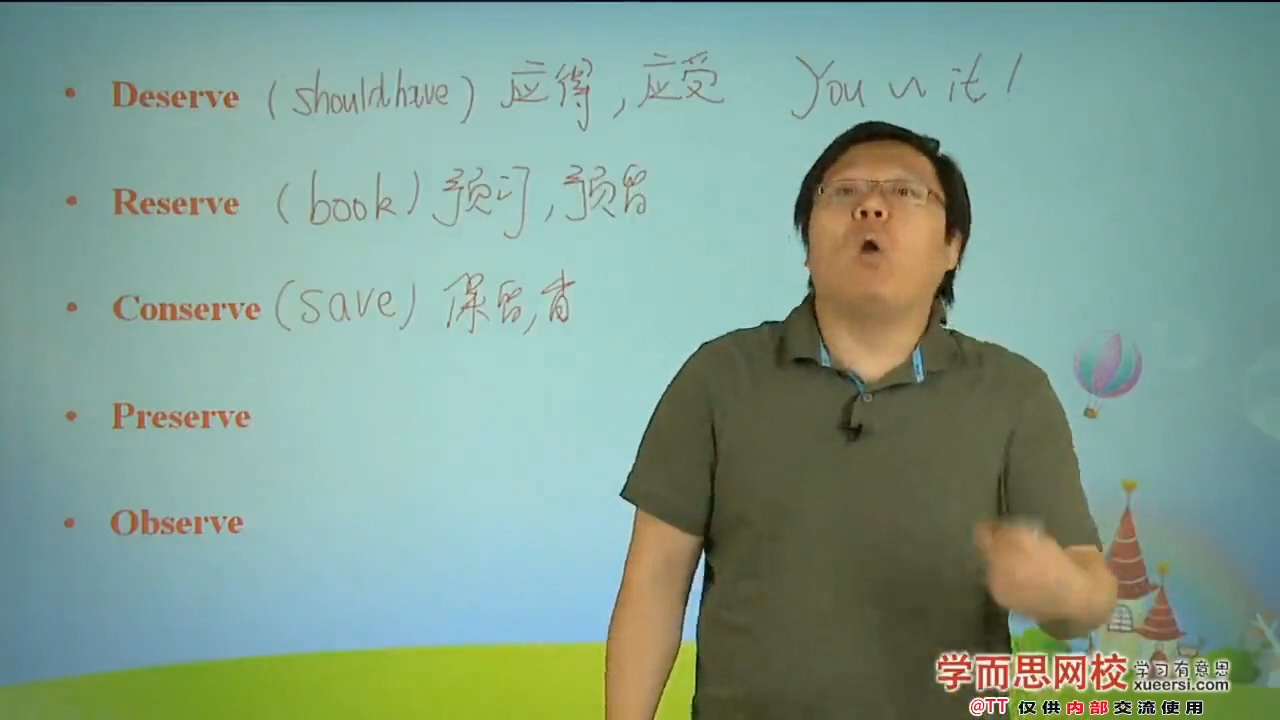 • Deserve (should have) 应得,应受 You ~ it!
• Reserve (book) 预订,预留
• Conserve (save) 保留,省
• Preserve
• Observe
学而思网校 学习有意思
xueersi.com
@TT 仅供内部交流使用